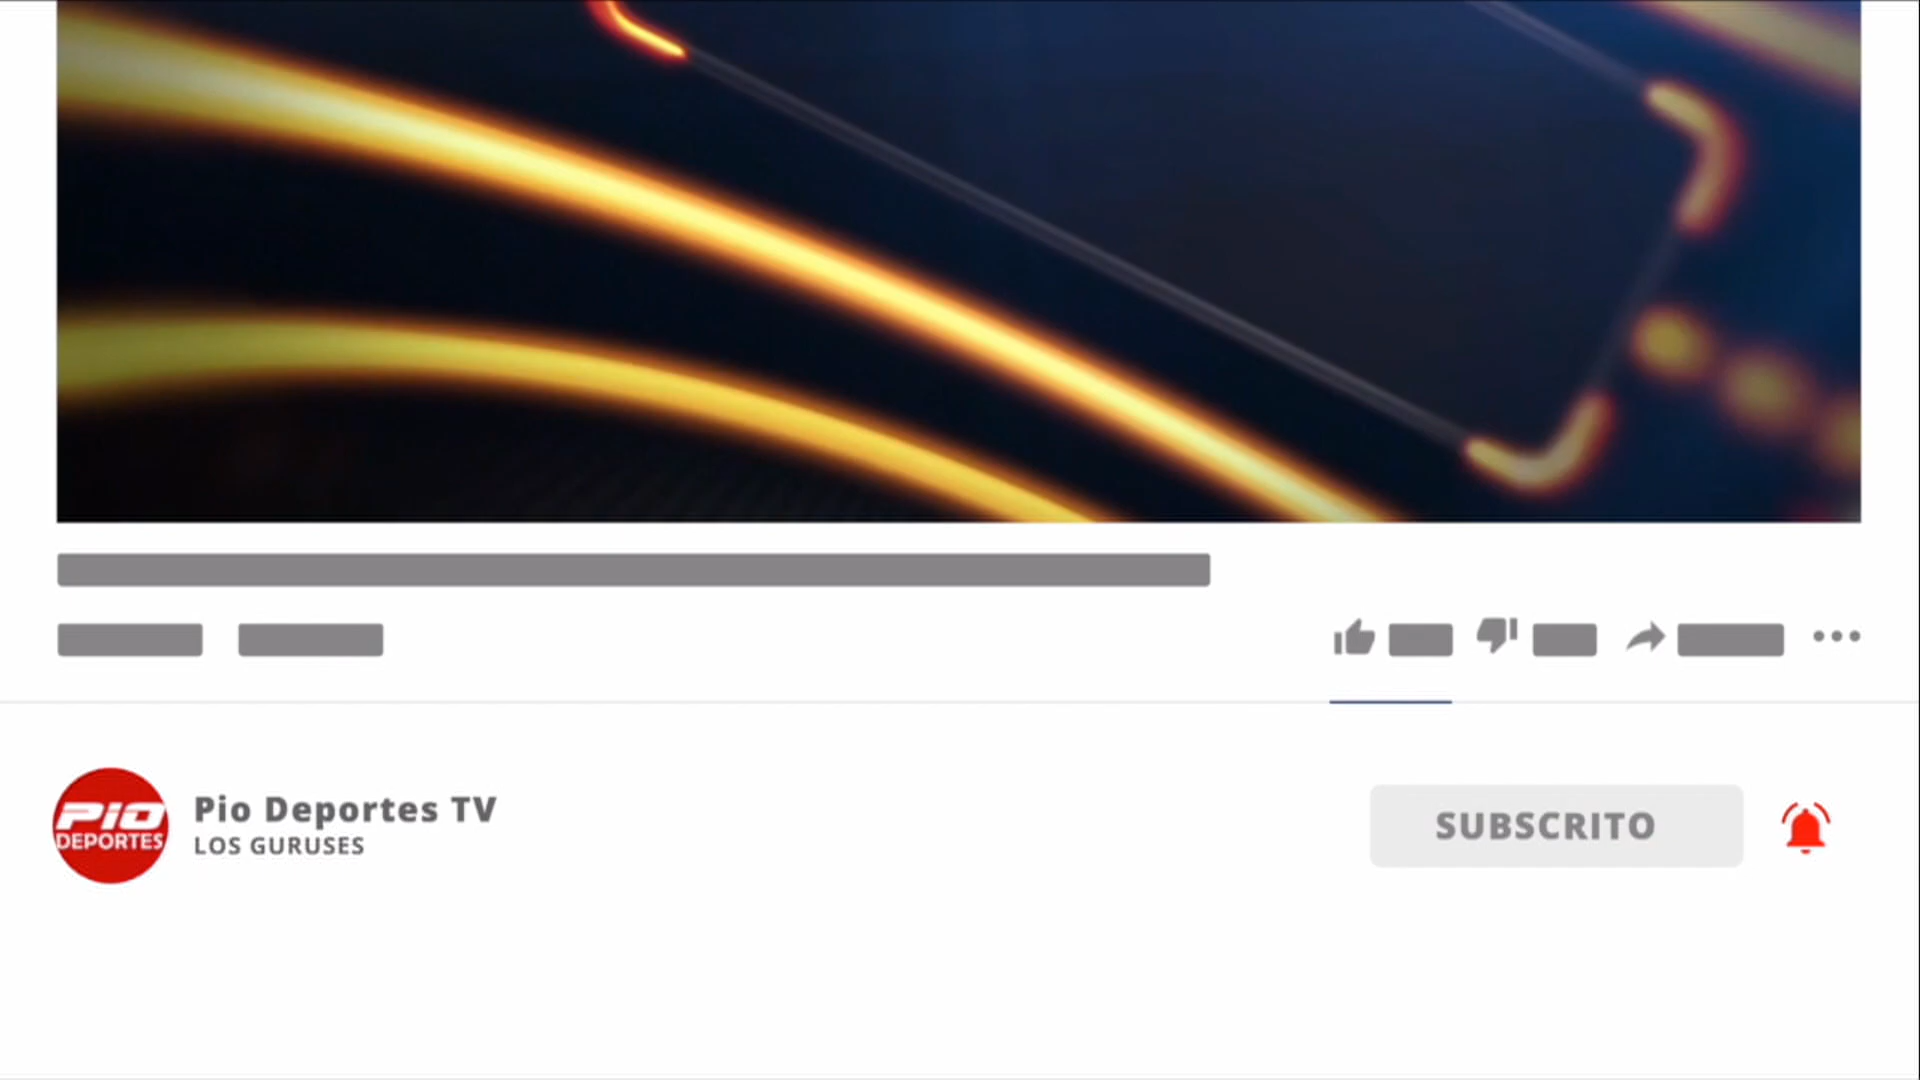 PIO
DEPORTES
Pio Deportes TV
LOS GURUSES
SUBSCRITO